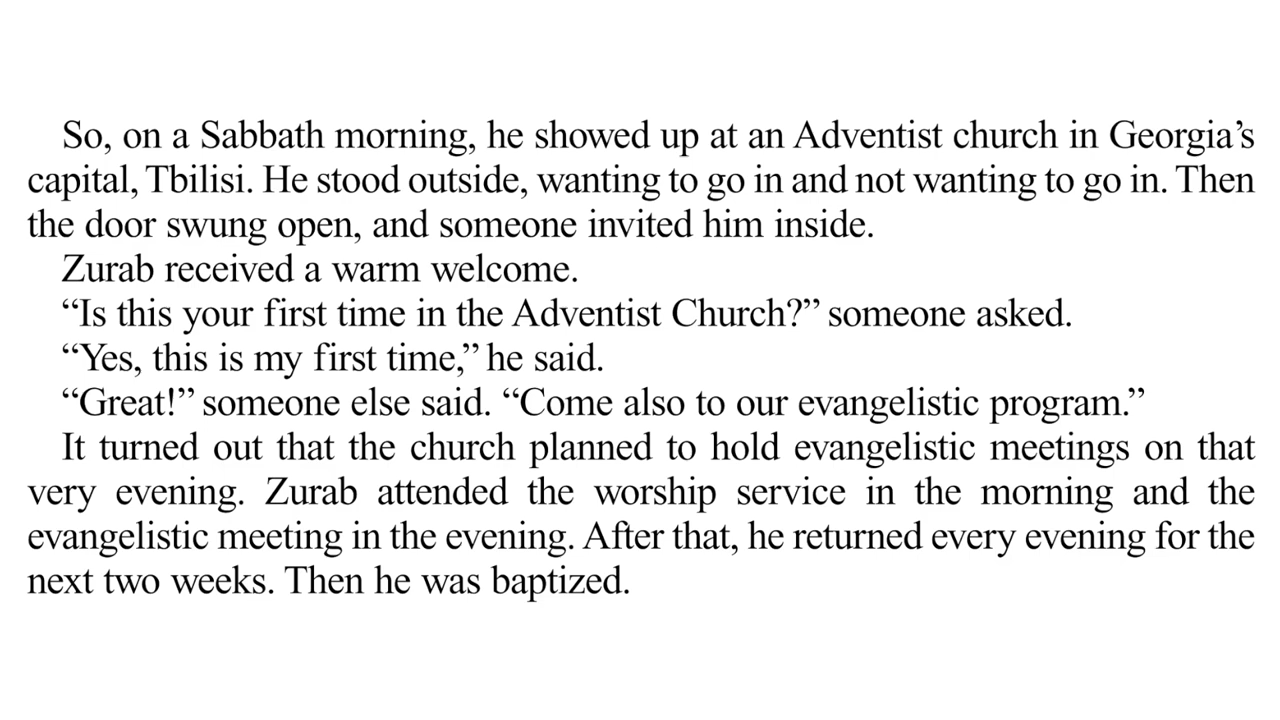 So, on a Sabbath morning, he showed up at an Adventist church in Georgia’s
capital, Tbilisi. He stood outside, wanting to go in and not wanting to go in. Then
the door swung open, and someone invited him inside.
Zurab received a warm welcome.
“Is this your first time in the Adventist Church?” someone asked.
“Yes, this is my first time,” he said.
“Great!” someone else said. “Come also to our evangelistic program.”
It turned out that the church planned to hold evangelistic meetings on that
very evening. Zurab attended the worship service in the morning and the
evangelistic meeting in the evening. After that, he returned every evening for the
next two weeks. Then he was baptized.